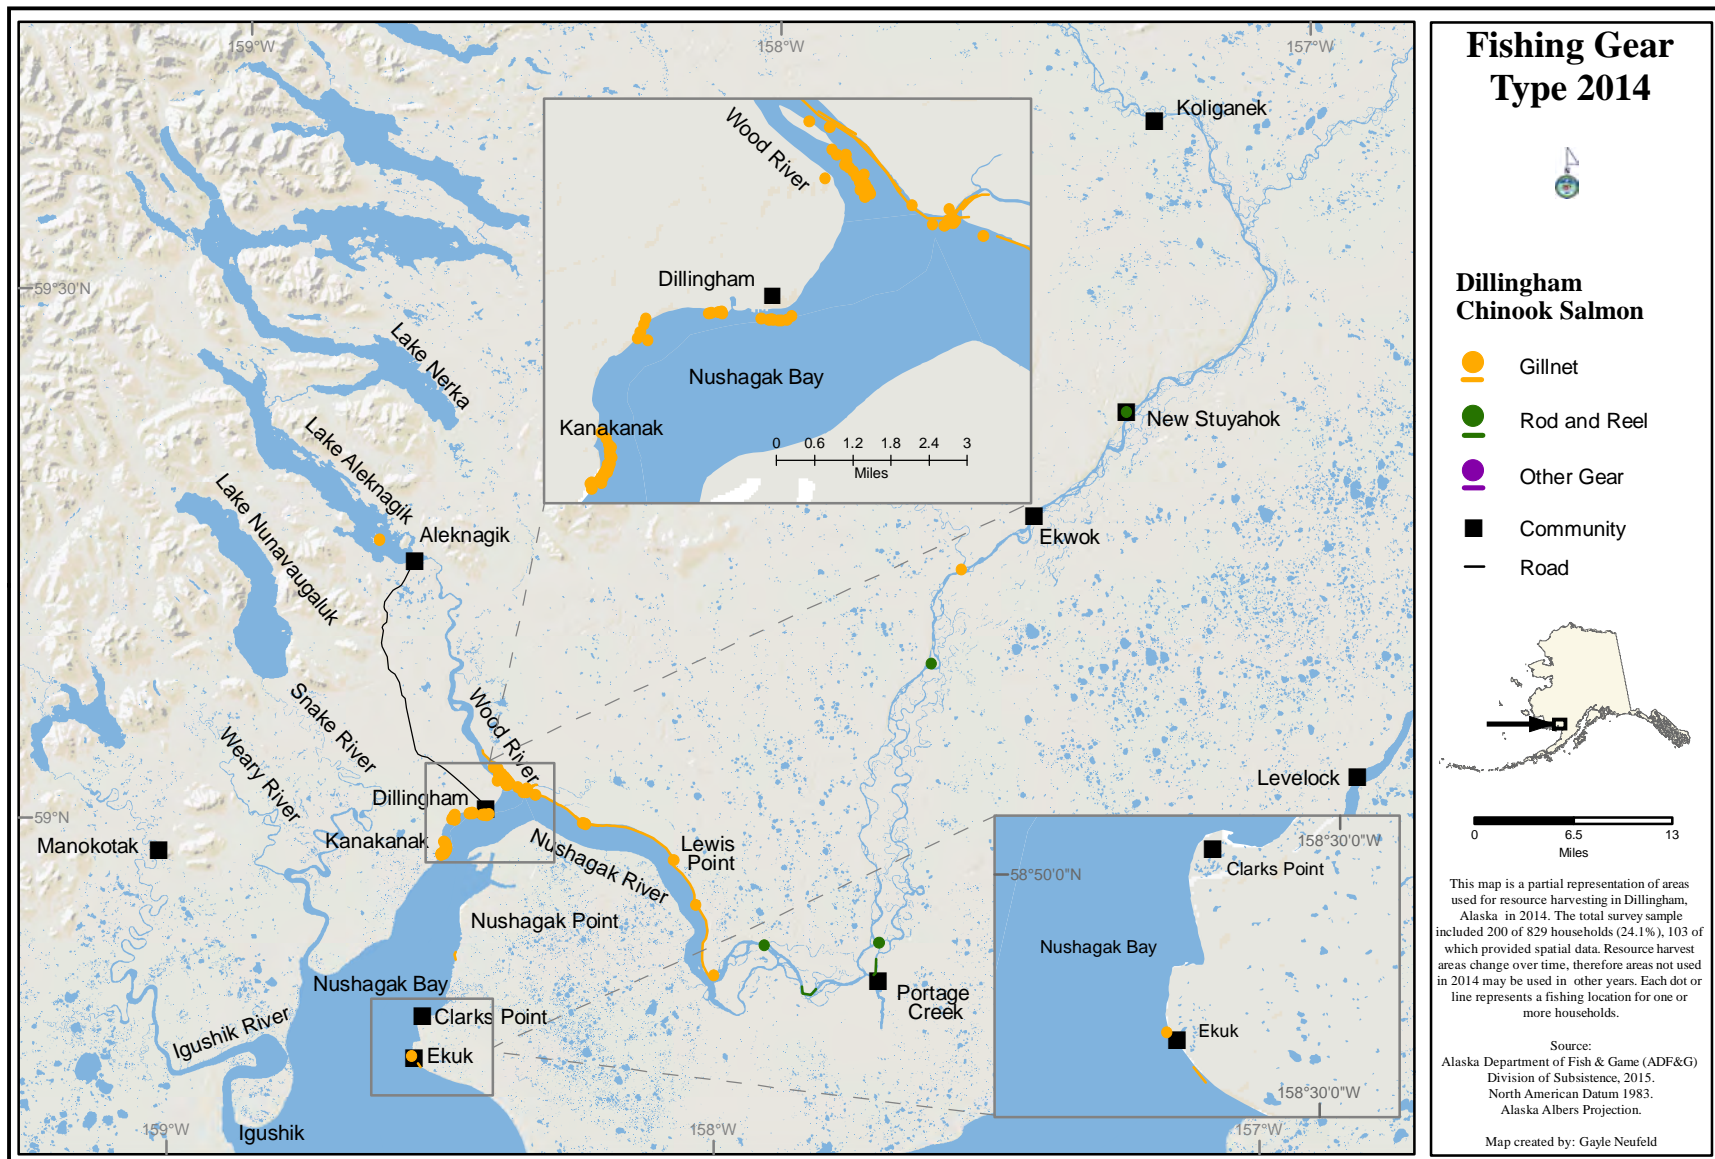 159°W
158°W
157°W
Koliganek
Wood River
59°30'N
Dillingham
Lake Nerka
Nushagak Bay
New Stuyahok
Kanakanak
0 0.6 1.2 1.8 2.4 3
Miles
Lake Aleknagik
Lake Nunavaugaluk
Aleknagik
Ekwok
Snake River
Weary River
Wood River
Levelock
Dillingham
59°N
Kanakanak
Manokotak
Nushagak River
Lewis
Point
Nushagak Point
Nushagak Bay
Portage
Creek
Clarks Point
Igushik River
Ekuk
Igushik
159°W
158°W
157°W
158°30'0"W
58°50'0"N
Clarks Point
Nushagak Bay
Ekuk
158°30'0"W
Fishing Gear
Type 2014
Dillingham
Chinook Salmon
Gillnet
Rod and Reel
Other Gear
Community
Road
0 6.5 13
Miles
This map is a partial representation of areas
used for resource harvesting in Dillingham,
Alaska in 2014. The total survey sample
included 200 of 829 households (24.1%), 103 of
which provided spatial data. Resource harvest
areas change over time, therefore areas not used
in 2014 may be used in other years. Each dot or
line represents a fishing location for one or
more households.
Source:
Alaska Department of Fish & Game (ADF&G)
Division of Subsistence, 2015.
North American Datum 1983.
Alaska Albers Projection.
Map created by: Gayle Neufeld